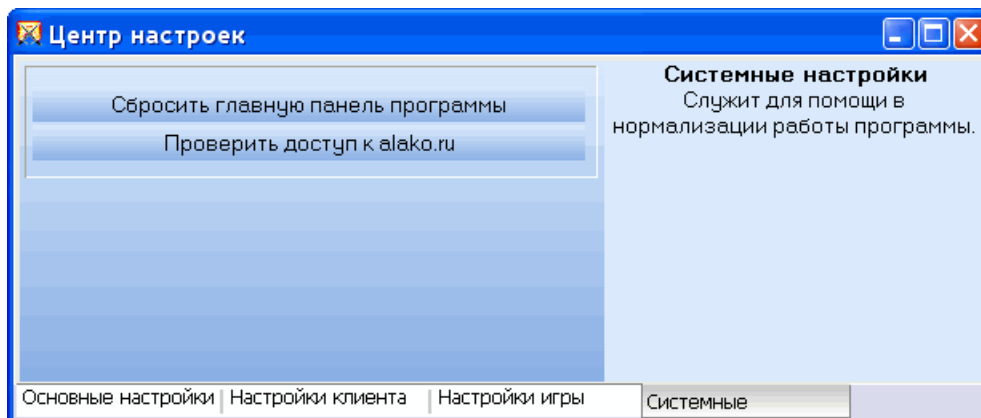 Центр настроек
Сбросить главную панель программы
Проверить доступ к alako.ru
Системные настройки
Служит для помощи в
нормализации работы программы.
Основные настройки Настройки клиента Настройки игры Системные